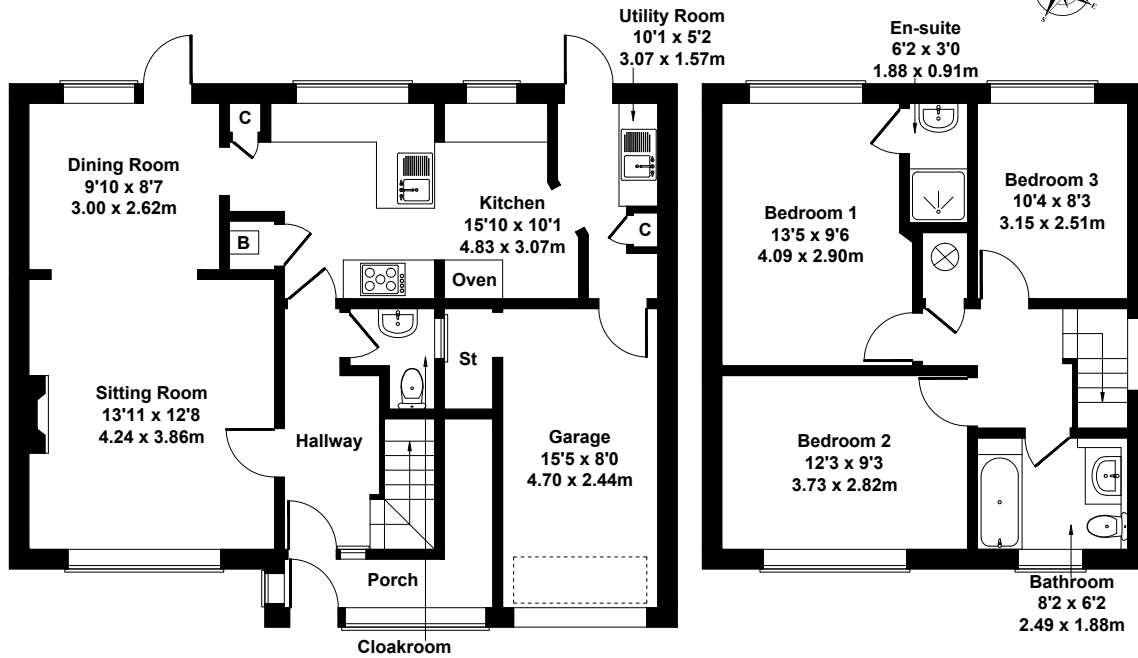 Utility Room
10'1 x 5'2
3.07 x 1.57m
En-suite
6'2 x 3'0
1.88 x 0.91m
S
E
C
Dining Room
9'10 x 8'7
3.00 x 2.62m
Kitchen
15'10 x 10'1
4.83 x 3.07m
B
C
Oven
Bedroom 1
13'5 x 9'6
4.09 x 2.90m
Bedroom 3
10'4 x 8'3
3.15 x 2.51m
St
Sitting Room
13'11 x 12'8
4.24 x 3.86m
Hallway
Garage
15'5 x 8'0
4.70 x 2.44m
Bedroom 2
12'3 x 9'3
3.73 x 2.82m
Porch
Cloakroom
Bathroom
8'2 x 6'2
2.49 x 1.88m